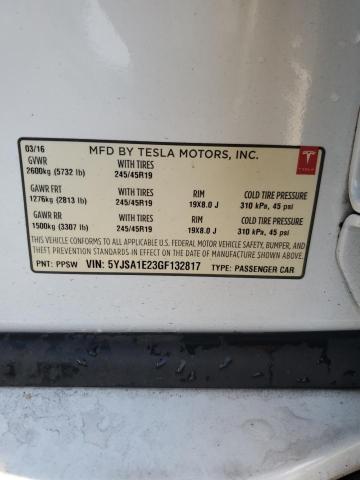 03/16 MFD BY TESLA MOTORS, INC.
GVWR WITH TIRES
2600kg (5732 lb) 245/45R19
TESLA
GAWR FRT WITH TIRES RIM COLD TIRE PRESSURE
1276kg (2813 lb) 245/45R19 19X8.0 J 310 kPa, 45 psi
GAWR RR WITH TIRES RIM COLD TIRE PRESSURE
1500kg (3307 lb) 245/45R19 19X8.0 J 310 kPa, 45 psi
THIS VEHICLE CONFORMS TO ALL APPLICABLE U.S. FEDERAL MOTOR VEHICLE SAFETY, BUMPER, AND
THEFT PREVENTION STANDARDS IN EFFECT ON THE DATE OF MANUFACTURE SHOWN ABOVE.
PNT: PPSW VIN: 5YJSA1E23GF132817 TYPE: PASSENGER CAR